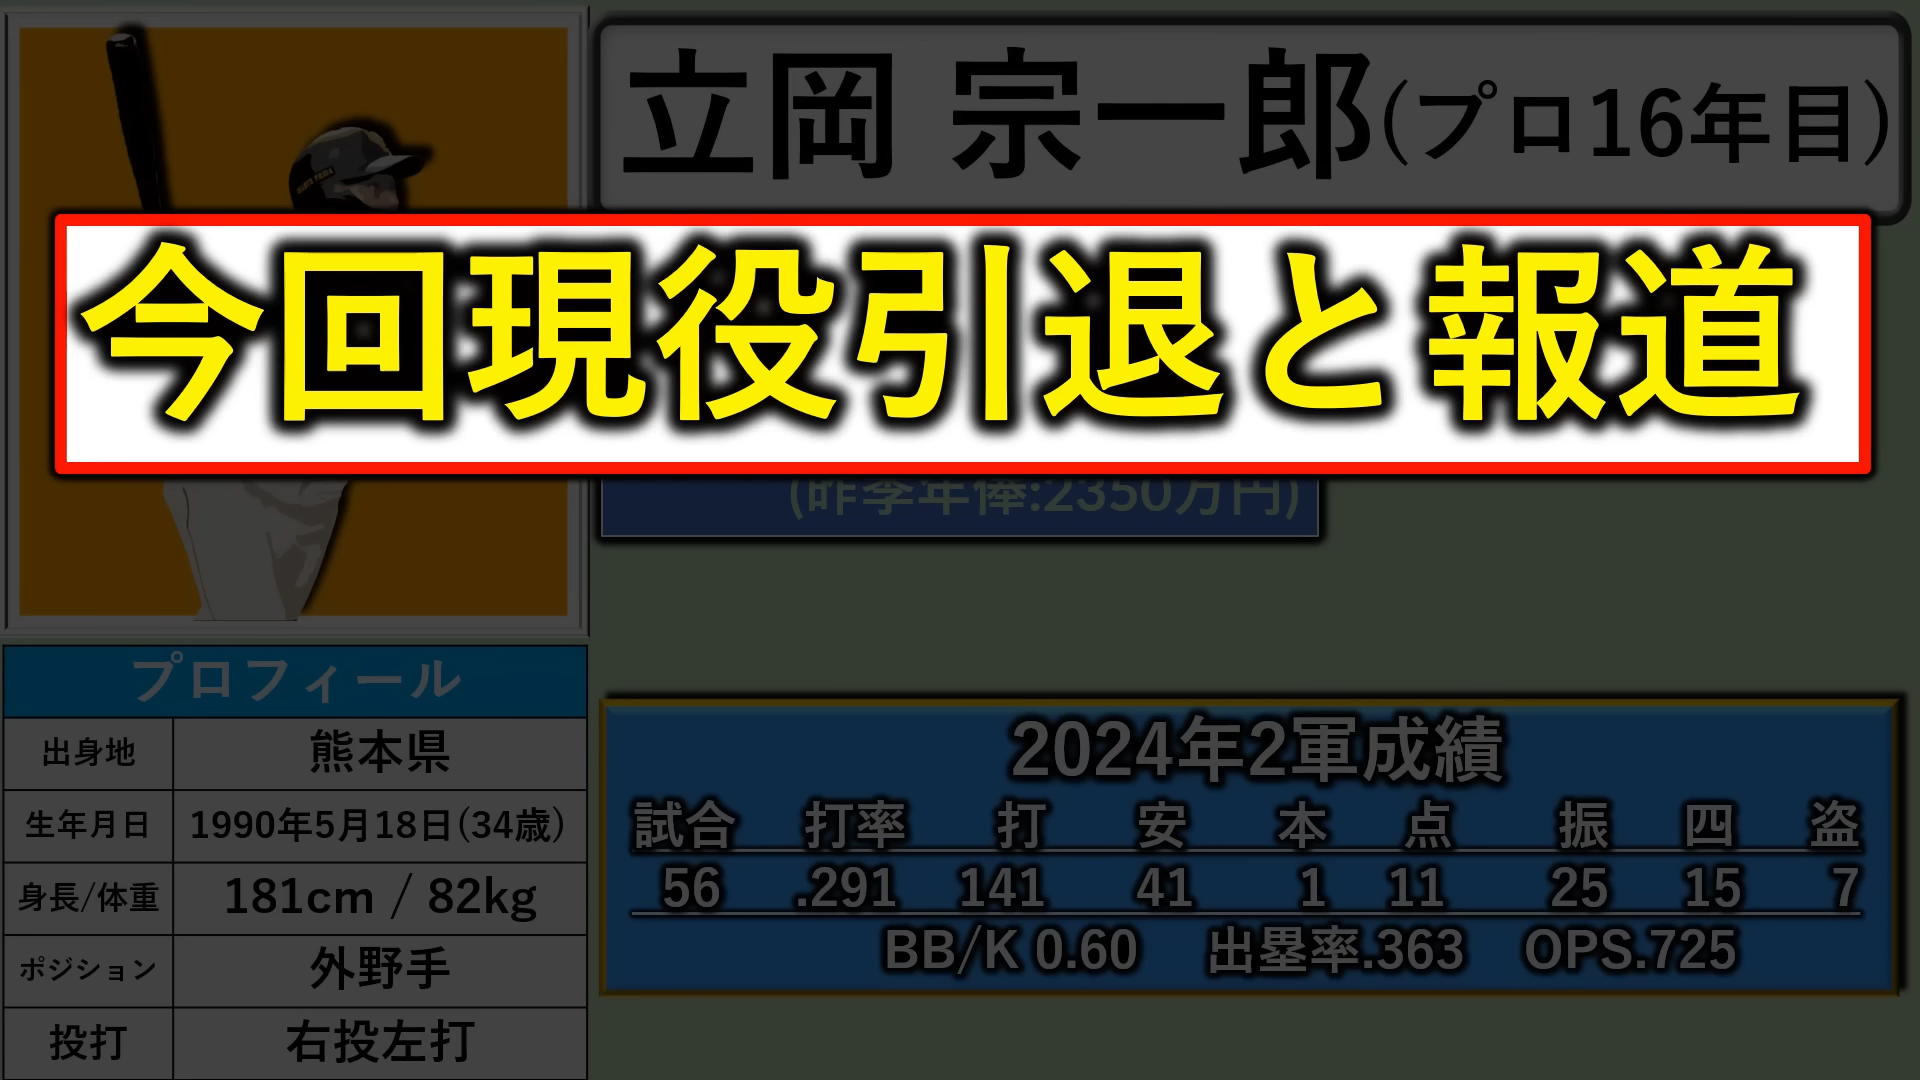 立岡 宗一郎(プロ16年目)
今回現役引退と報道
(昨季年俸:2350万円)
プロフィール
出身地 熊本県
生年月日 1990年5月18日(34歳)
身長/体重 181cm / 82kg
ポジション 外野手
投打 右投左打
2024年2軍成績
試合 打率 打 安 本 点 振 四 盗
56 .291 141 41 1 11 25 15 7
BB/K 0.60 出塁率.363 OPS.725